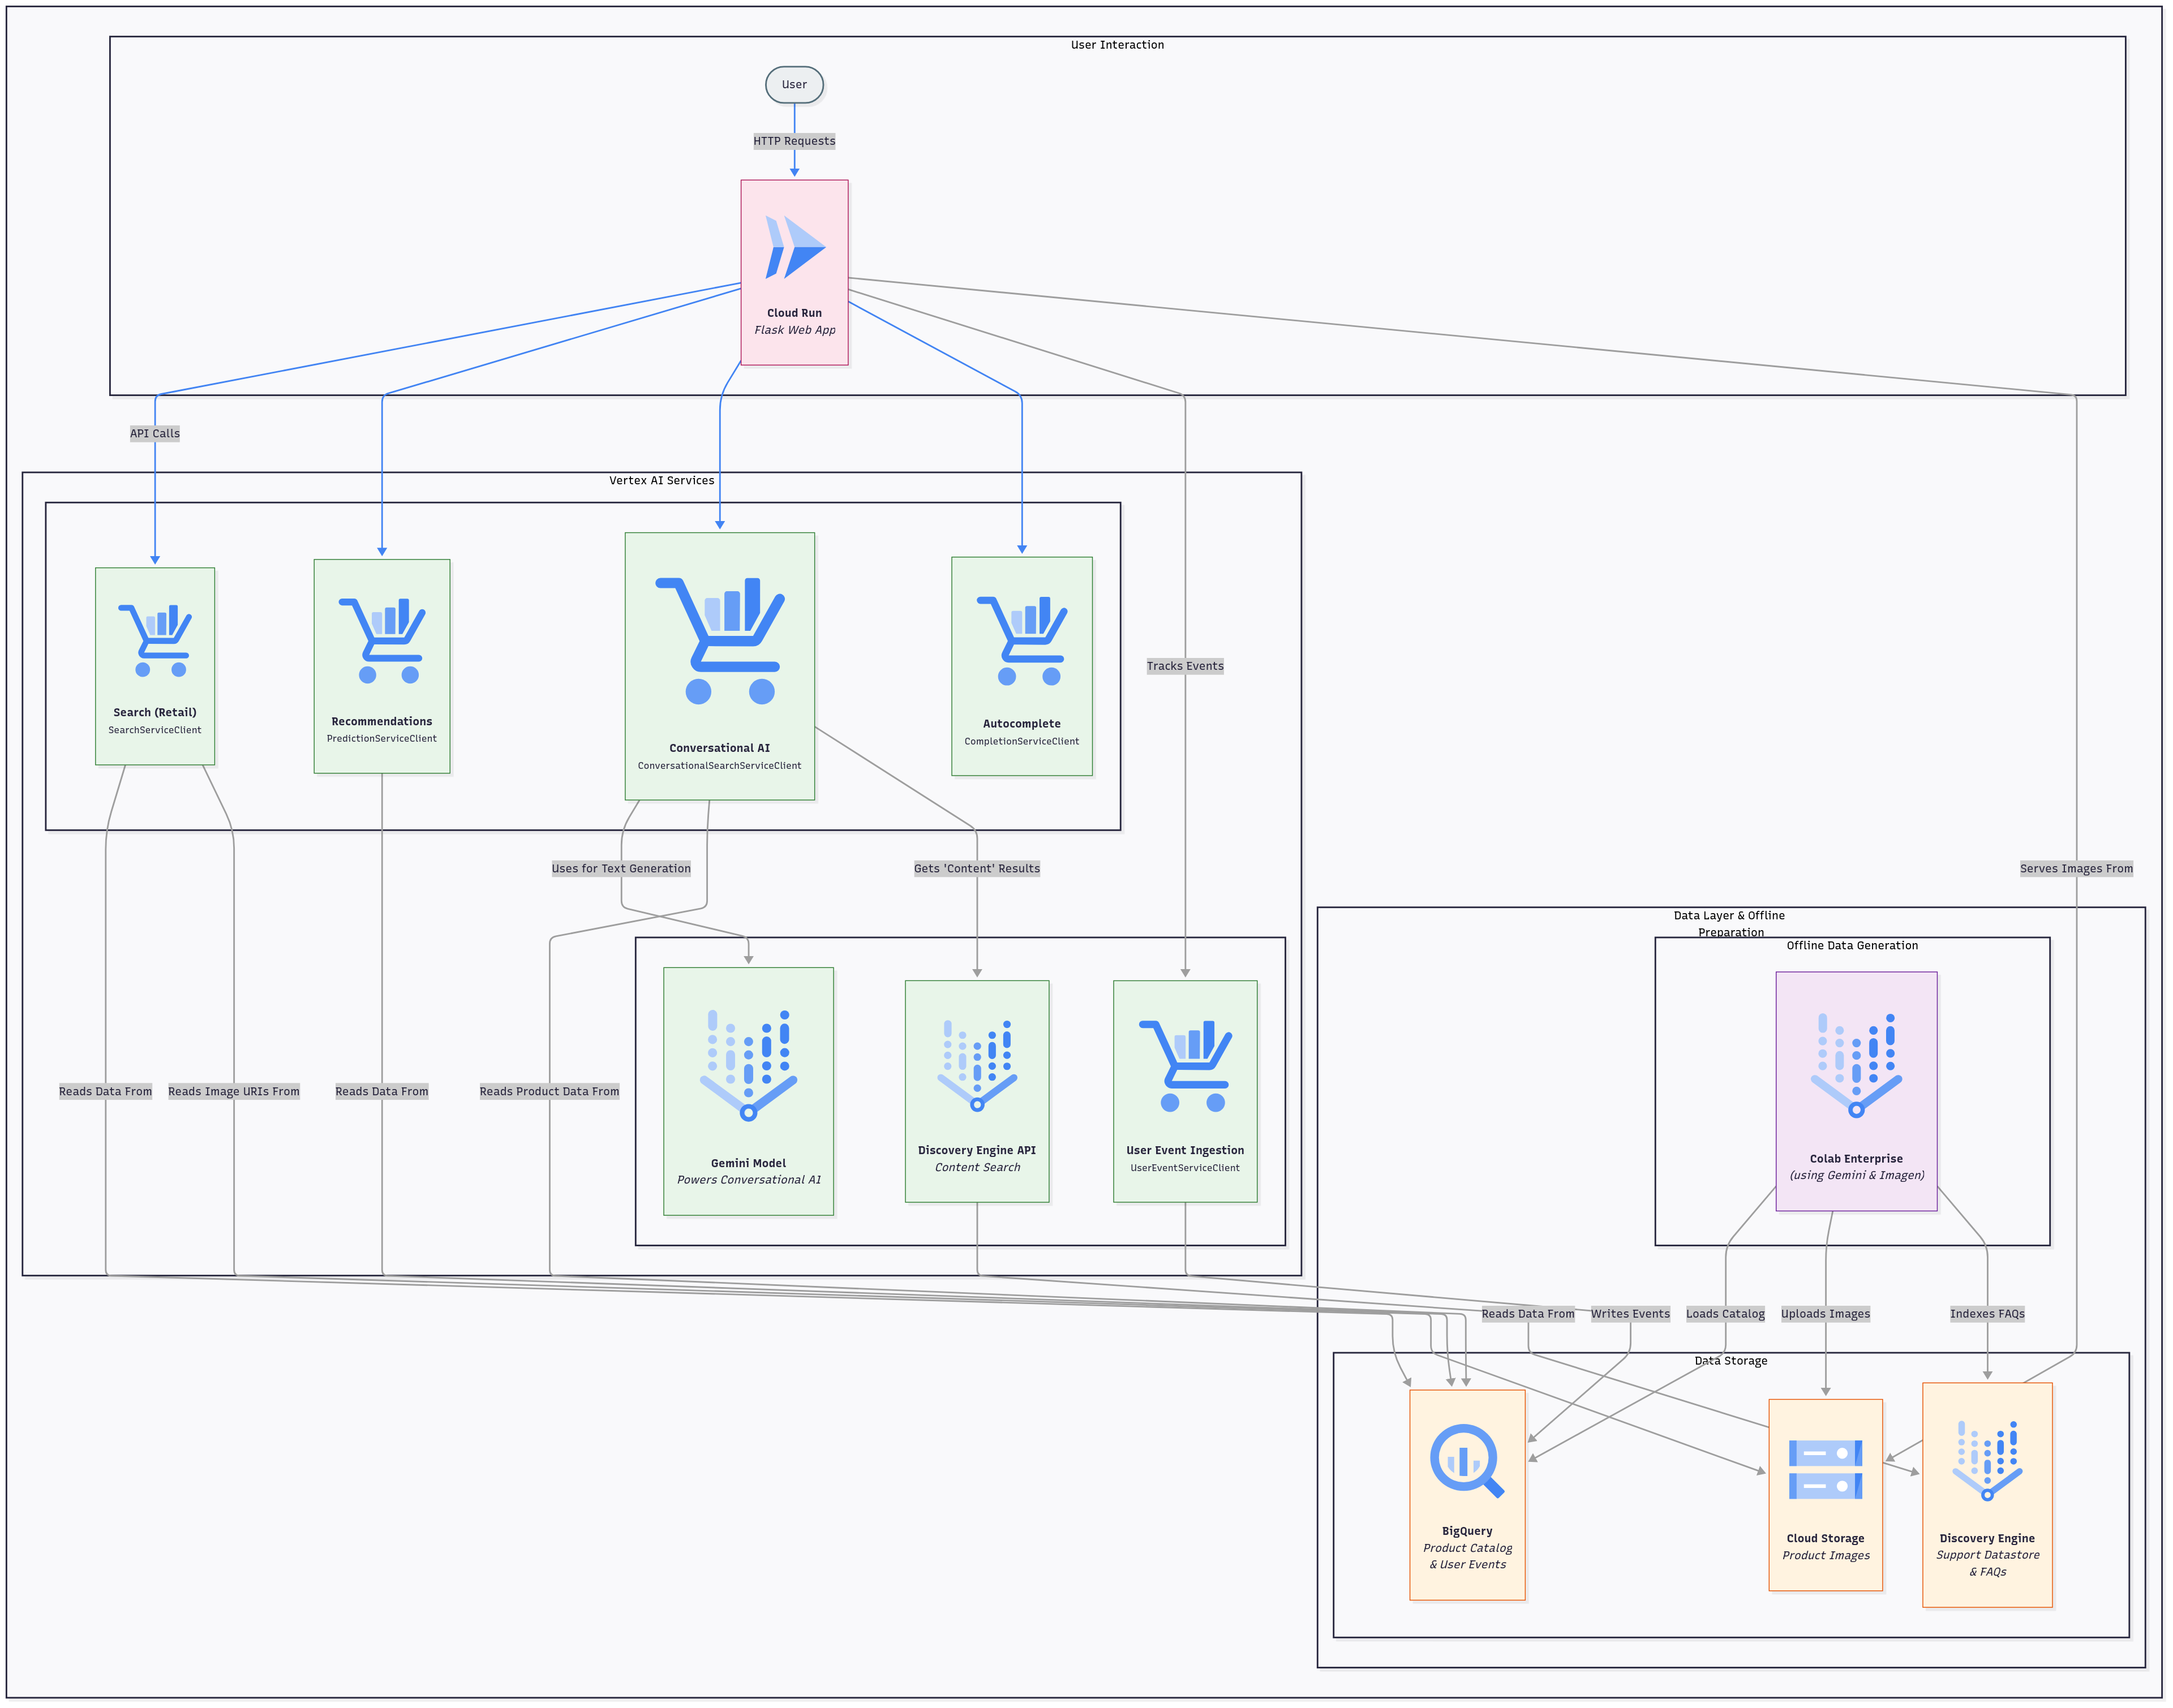 User Interaction
User
HTTP Requests
Cloud Run
Flask Web App
API Calls
Vertex AI Services
Search (Retail)
SearchServiceClient
Recommendations
PredictionServiceClient
Conversational AI
ConversationalSearchServiceClient
Autocomplete
CompletionServiceClient
Tracks Events
Uses for Text Generation
Gets 'Content' Results
Serves Images From
Data Layer & Offline
Preparation
Offline Data Generation
Reads Data From
Reads Image URIs From
Reads Data From
Reads Product Data From
Gemini Model
Powers Conversational AI
Discovery Engine API
Content Search
User Event Ingestion
UserEventServiceClient
Colab Enterprise
(using Gemini & Imagen)
Reads Data From
Writes Events
Loads Catalog
Uploads Images
Indexes FAQs
Data Storage
BigQuery
Product Catalog
& User Events
Cloud Storage
Product Images
Discovery Engine
Support Datastore
& FAQs